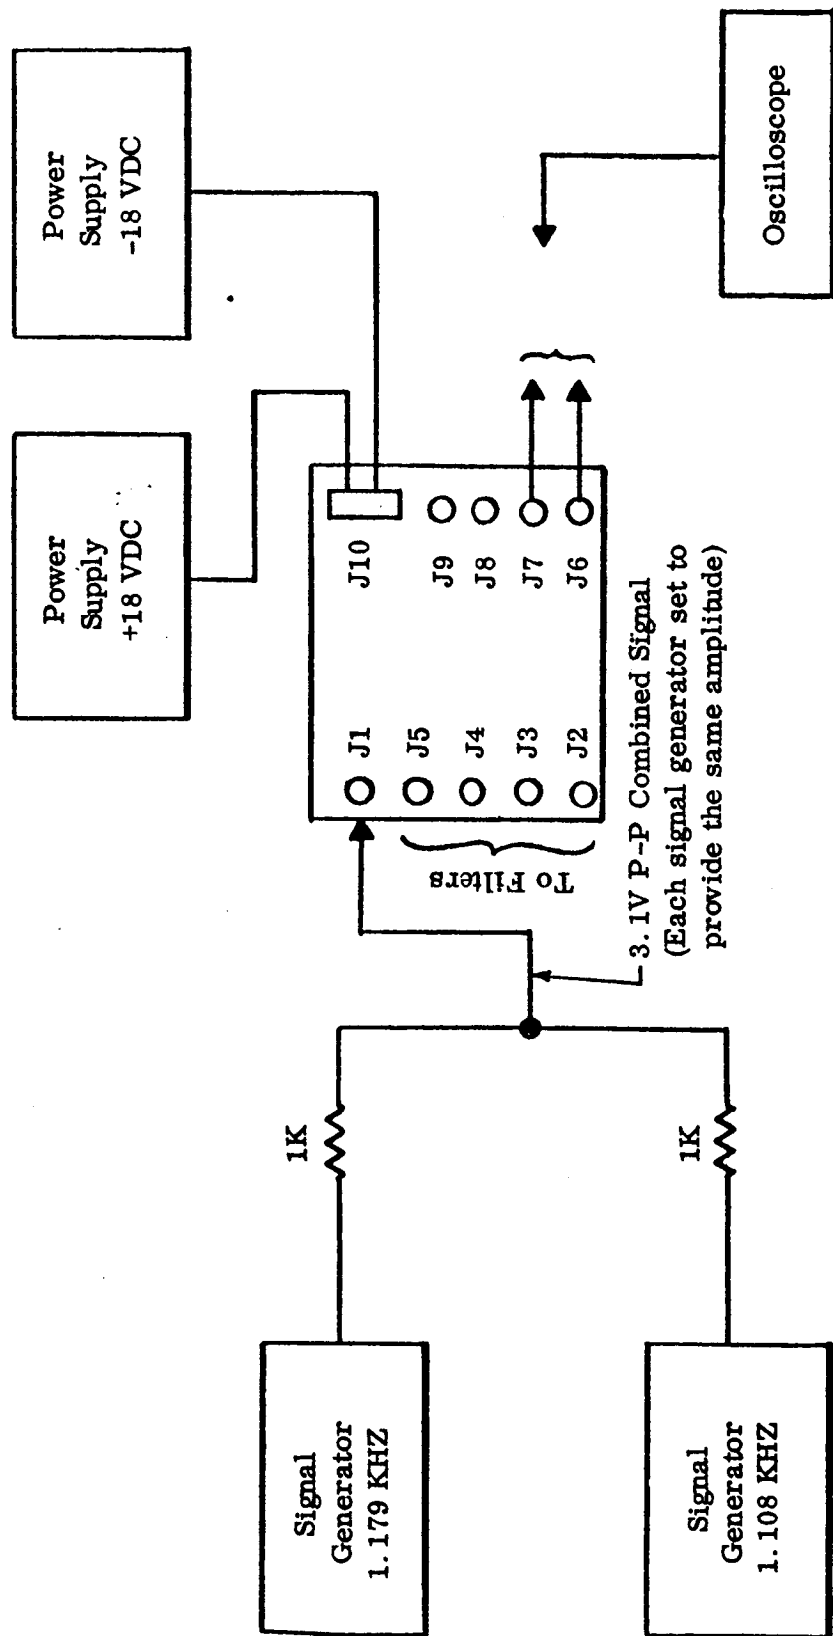 Power
Supply
+18 VDC
Power
Supply
-18 VDC
Signal
Generator
1.179 KHZ
1K
J1
J5
J4
J3
J2
J10
J9
J8
J7
J6
To Filters
3.1V P-P Combined Signal
(Each signal generator set to
provide the same amplitude)
Signal
Generator
1.108 KHZ
1K
Oscilloscope